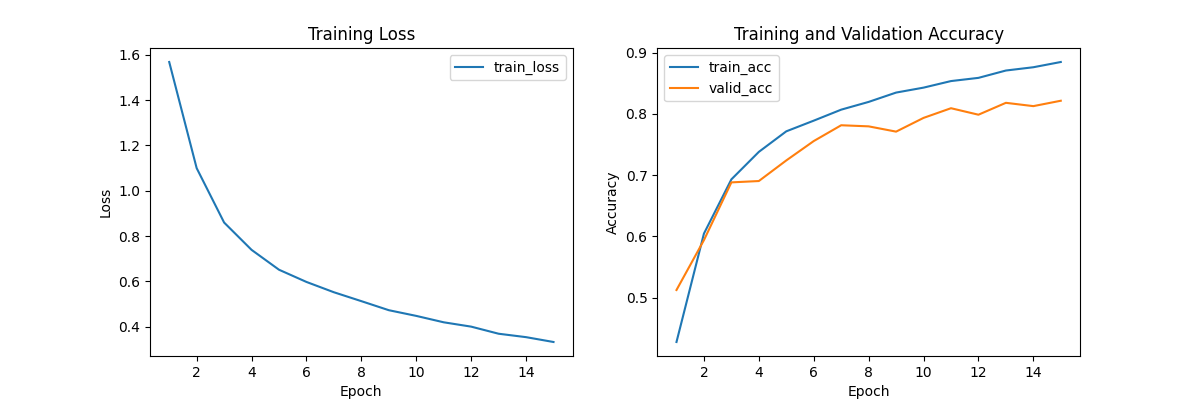 Training Loss
1.6
1.4
1.2
1.0
0.8
0.6
0.4
Loss
train_loss
2 4 6 8 10 12 14
Epoch
Training and Validation Accuracy
0.9
0.8
0.7
0.6
0.5
Accuracy
train_acc
valid_acc
2 4 6 8 10 12 14
Epoch